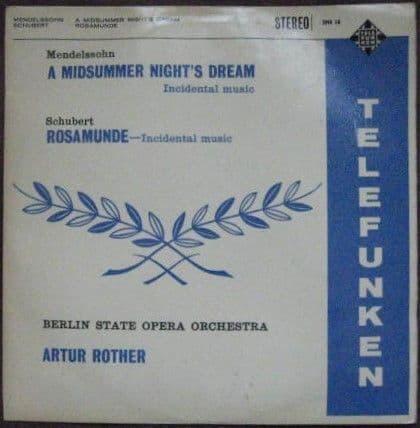 MENDELSSOHN A MIDSUMMER NIGHT'S DREAM
SCHUBERT ROSAMUNDE
STEREO
TELEFUNKEN
Mendelssohn
A MIDSUMMER NIGHT'S DREAM
Incidental music
Schubert
ROSAMUNDE—Incidental music
BERLIN STATE OPERA ORCHESTRA
ARTUR ROTHER